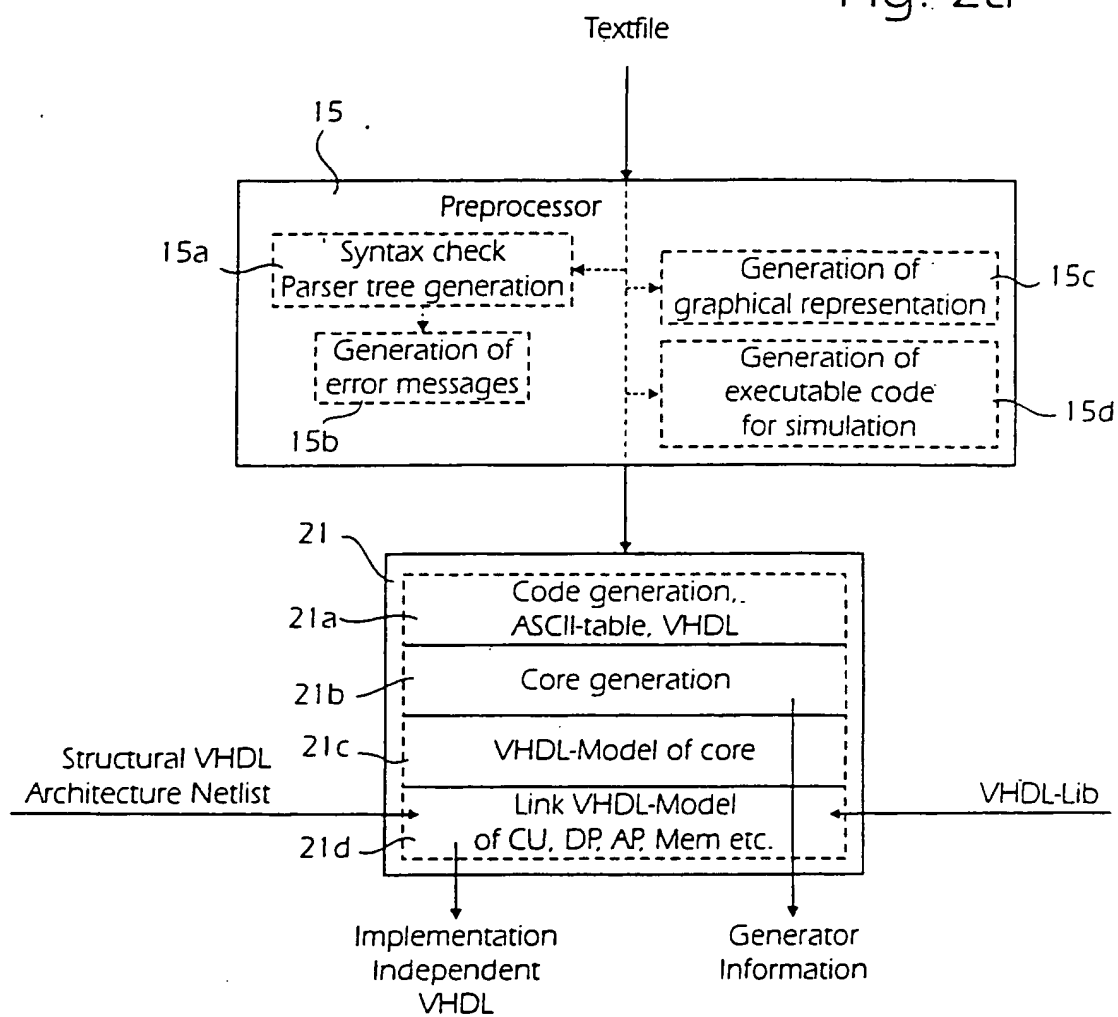 Textfile
15
Preprocessor
15a
Syntax check
Parser tree generation
Generation of
graphical representation
15c
Generation of
error messages
15b
Generation of
executable code
for simulation
15d
21
21a
Code generation,
ASCII-table, VHDL
21b
Core generation
21c
VHDL-Model of core
Structural VHDL
Architecture Netlist
21d
Link VHDL-Model
of CU, DP, AP, Mem etc.
VHDL-Lib
Implementation
Independent
VHDL
Generator
Information